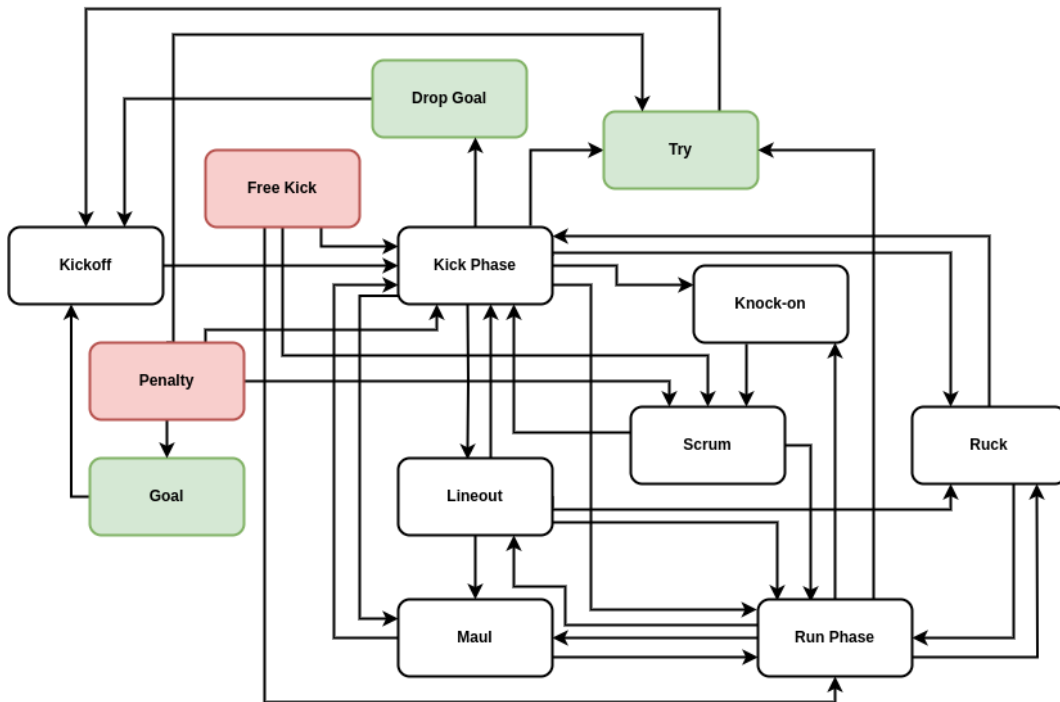 Drop Goal
Try
Free Kick
Kickoff
Kick Phase
Knock-on
Penalty
Scrum
Ruck
Goal
Lineout
Maul
Run Phase